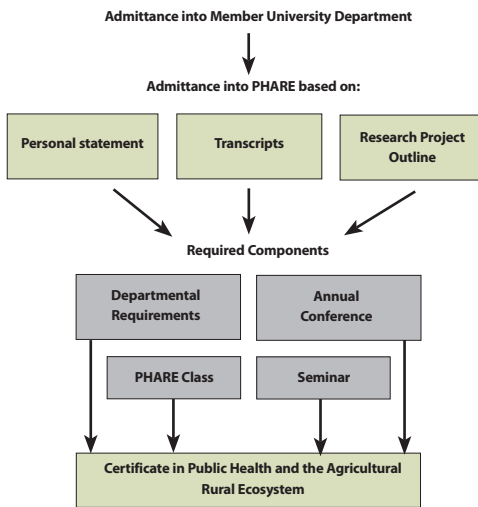 Admittance into Member University Department
Admittance into PHARE based on:
Personal statement
Transcripts
Research Project
Outline
Required Components
Departmental
Requirements
Annual
Conference
PHARE Class
Seminar
Certificate in Public Health and the Agricultural
Rural Ecosystem